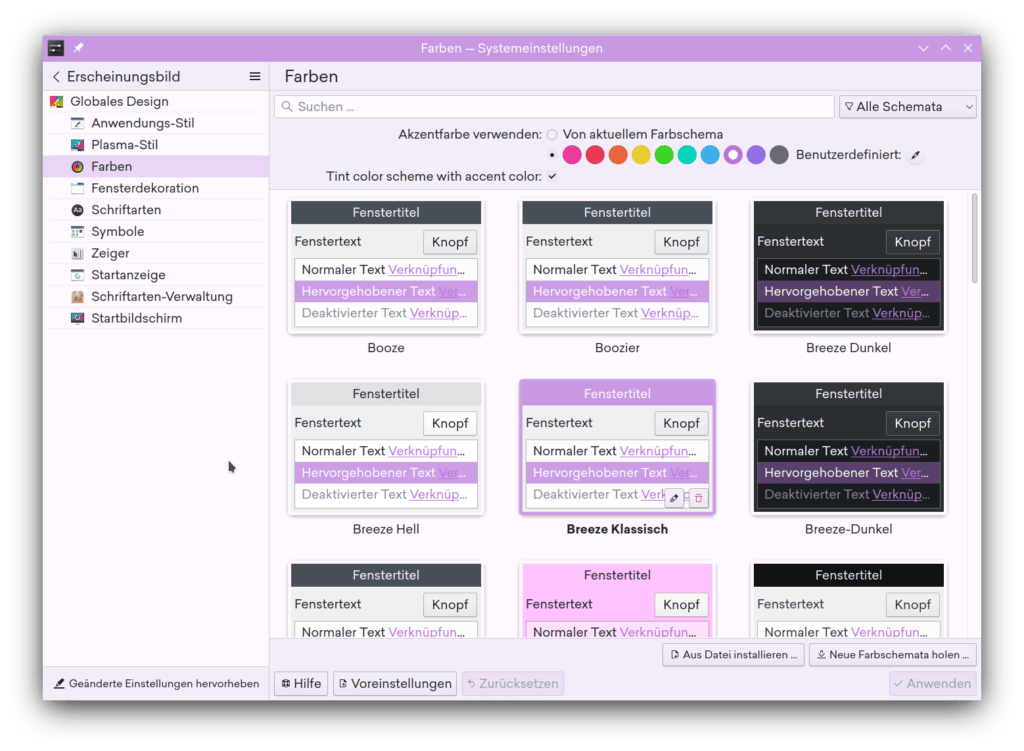 Farben — Systemeinstellungen
Erscheinungsbild
Globales Design
Anwendungs-Stil
Plasma-Stil
Farben
Fensterdekoration
Schriftarten
Symbole
Zeiger
Startanzeige
Schriftarten-Verwaltung
Startbildschirm
Geänderte Einstellungen hervorheben
Farben
Suchen ...
Alle Schemata
Akzentfarbe verwenden: Von aktuellem Farbschema
Benutzerdefiniert:
Tint color scheme with accent color:
Fenstertitel
Fenstertext Knopf
Normaler Text Verknüpfun...
Hervorgehobener Text Ver...
Deaktivierter Text Verknüp...
Booze
Fenstertitel
Fenstertext Knopf
Normaler Text Verknüpfun...
Hervorgehobener Text Ver...
Deaktivierter Text Verknüp...
Boozier
Fenstertitel
Fenstertext Knopf
Normaler Text Verknüpfun...
Hervorgehobener Text Ver...
Deaktivierter Text Verknüp...
Breeze Dunkel
Fenstertitel
Fenstertext Knopf
Normaler Text Verknüpfun...
Hervorgehobener Text Ver...
Deaktivierter Text Verknüp...
Breeze Hell
Fenstertitel
Fenstertext Knopf
Normaler Text Verknüpfun...
Hervorgehobener Text Ver...
Deaktivierter Text
Breeze Klassisch
Fenstertitel
Fenstertext Knopf
Normaler Text Verknüpfun...
Hervorgehobener Text Ver...
Deaktivierter Text Verknüp...
Breeze-Dunkel
Fenstertitel
Fenstertext Knopf
Normaler Text Verknüpfun...
Fenstertitel
Fenstertext Knopf
Normaler Text Verknüpfun...
Fenstertitel
Fenstertext Knopf
Normaler Text Verknüpfun...
Aus Datei installieren ... Neue Farbschemata holen ...
Hilfe Voreinstellungen Zurücksetzen Anwenden